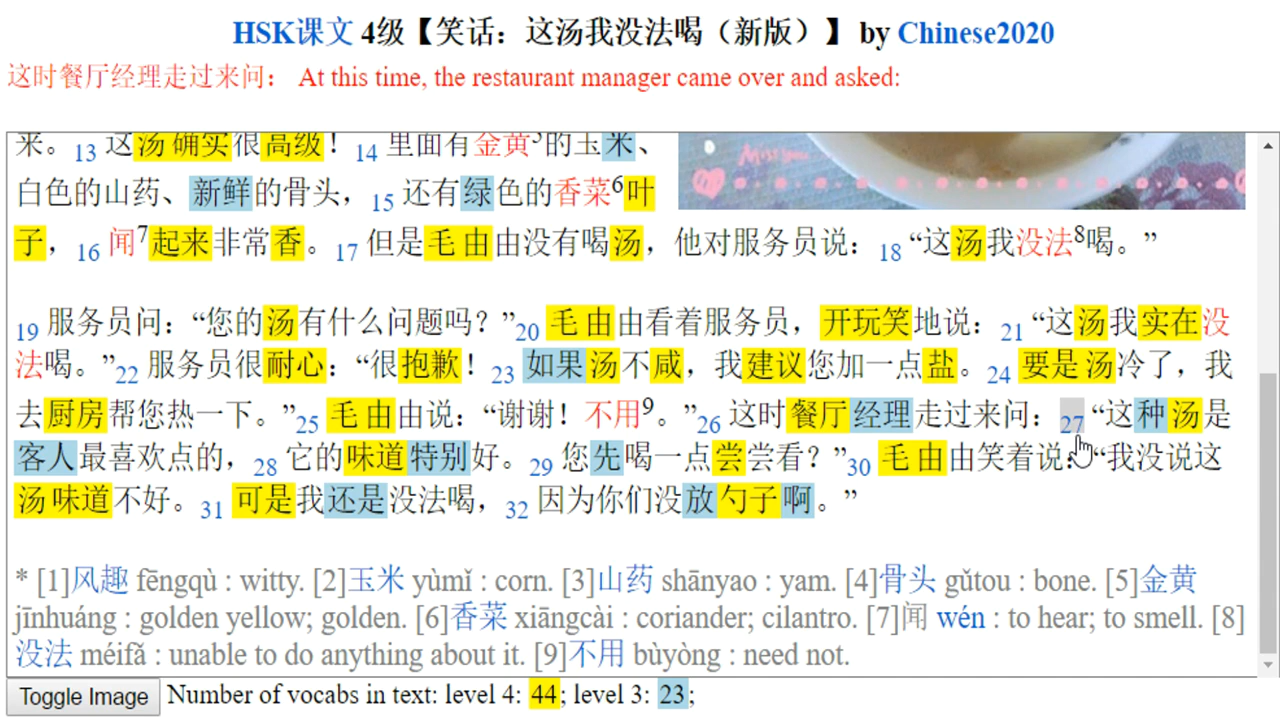 HSK课文 4级【笑话：这汤我没法喝（新版）】 by Chinese2020
这时餐厅经理走过来问： At this time, the restaurant manager came over and asked:
来。13 这汤确实很高级！ 14 里面有金黄5的玉米、
白色的山药、新鲜的骨头，15 还有绿色的香菜6叶
子，16 闻7起来非常香。17 但是毛由由没有喝汤，他对服务员说：18 “这汤我没法8喝。”
19 服务员问：“您的汤有什么问题吗？”20 毛由由看着服务员，开玩笑地说：21 “这汤我实在没
法喝。”22 服务员很耐心：“很抱歉！ 23 如果汤不咸，我建议您加一点盐。24 要是汤冷了，我
去厨房帮您热一下。”25 毛由由说：“谢谢！不用9。”26 这时餐厅经理走过来问：27 “这种汤是
客人最喜欢点的，28 它的味道特别好。29 您先喝一点尝尝看？”30 毛由由笑着说：“我没说这
汤味道不好。31 可是我还是没法喝，32 因为你们没放勺子啊。”
* [1]风趣 fēngqù : witty. [2]玉米 yùmǐ : corn. [3]山药 shānyao : yam. [4]骨头 gǔtou : bone. [5]金黄
jīnhuáng : golden yellow; golden. [6]香菜 xiāngcài : coriander; cilantro. [7]闻 wén : to hear; to smell. [8]
没法 méifǎ : unable to do anything about it. [9]不用 bùyòng : need not.
Toggle Image Number of vocabs in text: level 4: 44; level 3: 23;